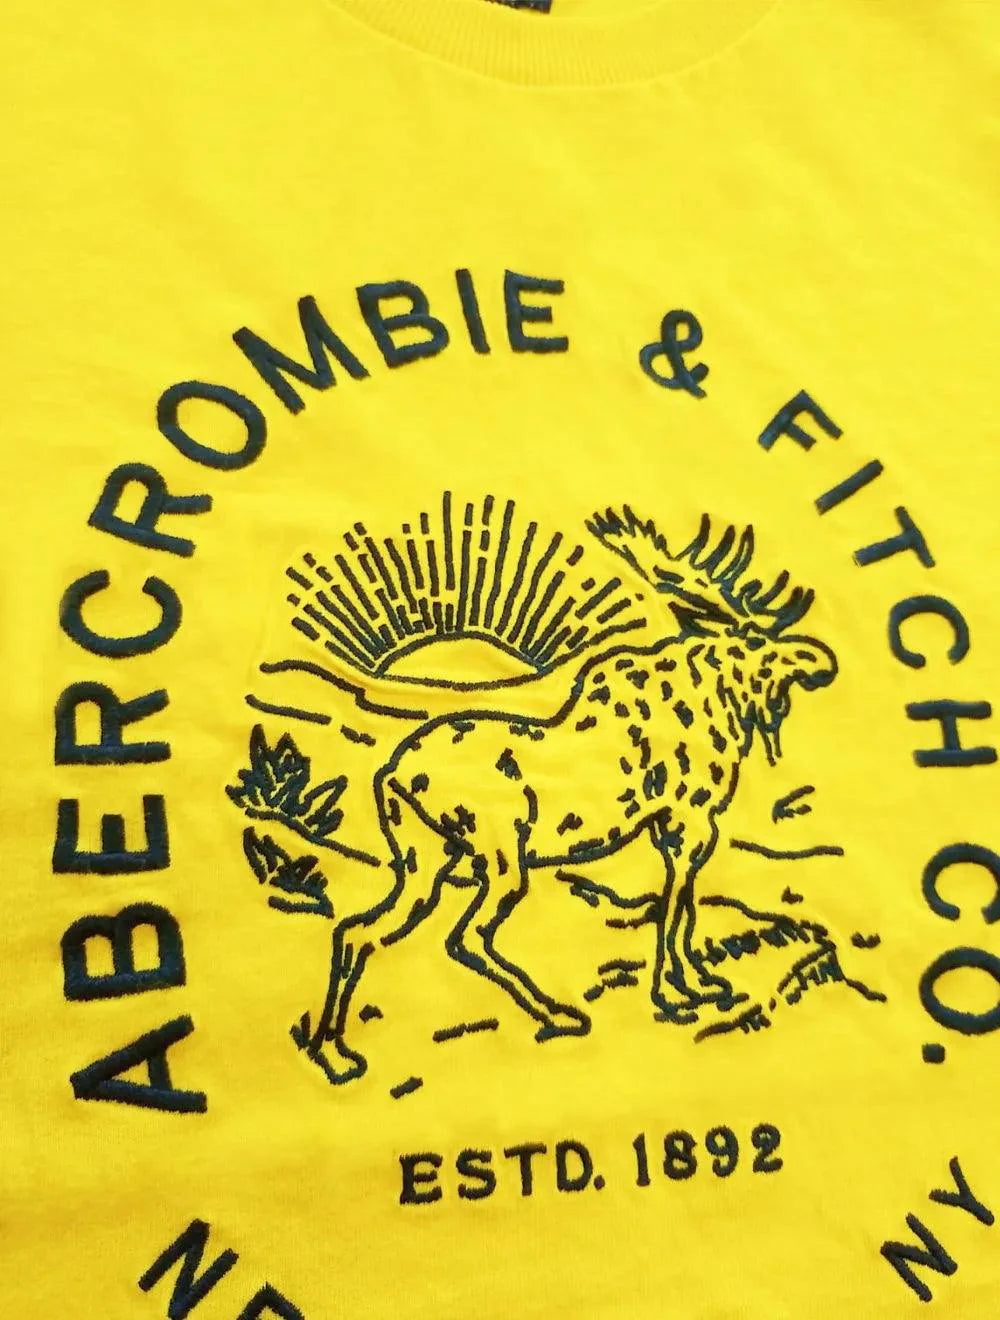 ABERCROMBIE & FITCH CO.
ESTD. 1892
NY